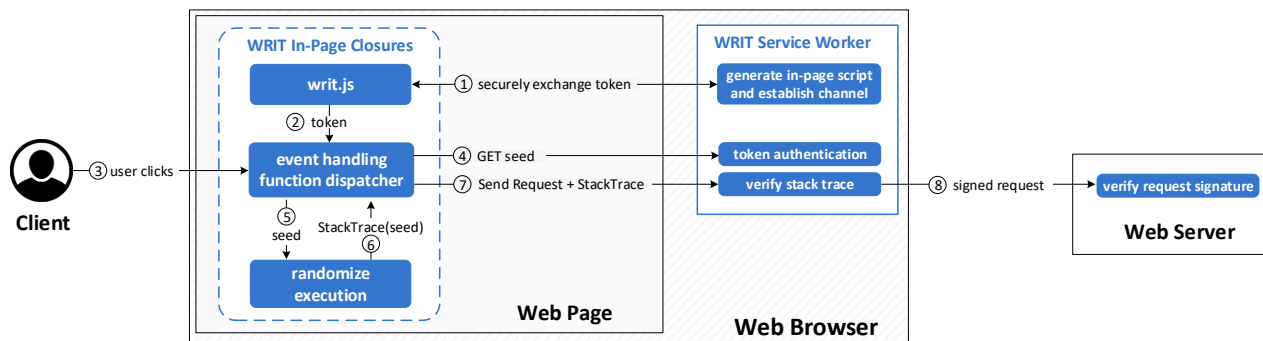 WRIT In-Page Closures
WRIT Service Worker
writ.js
① securely exchange token
generate in-page script
and establish channel
② token
③ user clicks
event handling
function dispatcher
④ GET seed
token authentication
⑦ Send Request + StackTrace
verify stack trace
⑧ signed request
verify request signature
Client
⑤
seed
StackTrace(seed)
⑥
Web Server
randomize
execution
Web Page
Web Browser